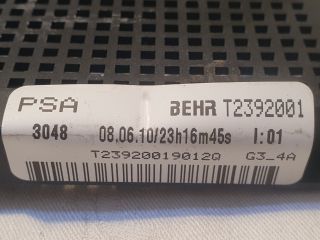 PSA BEHR T2392001
3048 08.06.10/23h16m45s I:01
T23920019012Q G3_4A